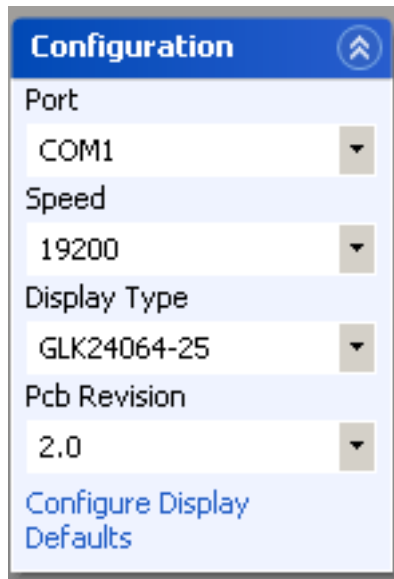 Configuration
Port
COM1
Speed
19200
Display Type
GLK24064-25
Pcb Revision
2.0
Configure Display
Defaults